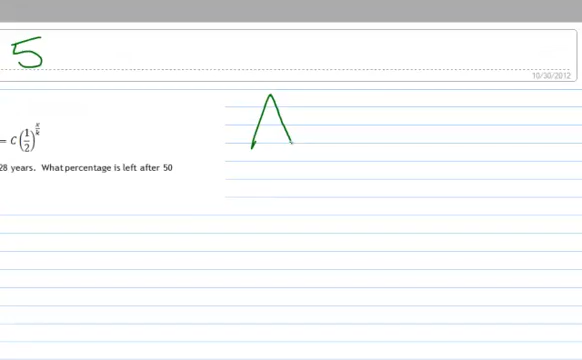 5
10/30/2012
= C(1/2)
28 years. What percentage is left after 50